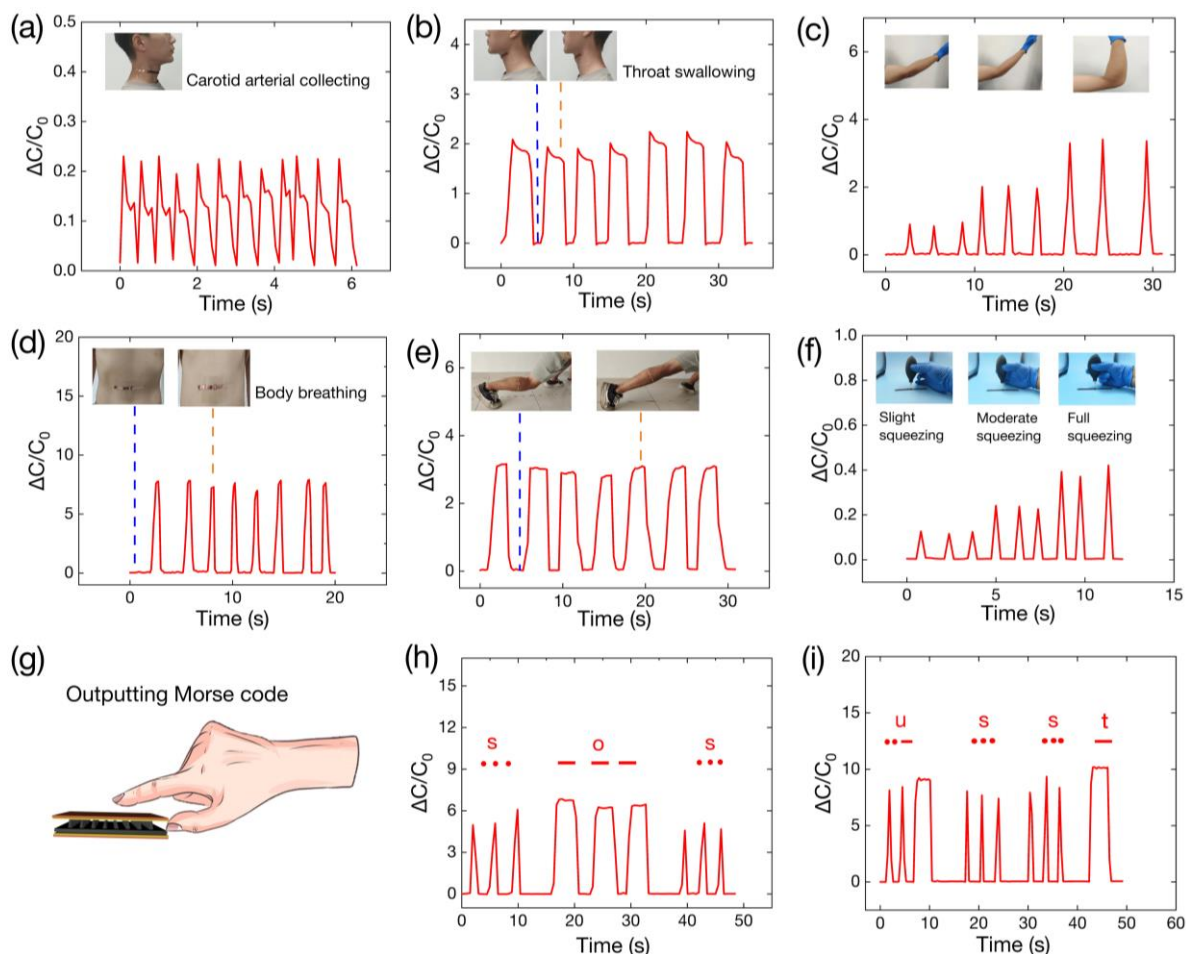 (a)
0.5
0.4
0.3
0.2
0.1
0.0
ΔC/C₀
Carotid arterial collecting
0 2 4 6
Time (s)
(b)
4
3
2
1
0
ΔC/C₀
Throat swallowing
0 10 20 30
Time (s)
(c)
6
4
2
0
ΔC/C₀
0 10 20 30
Time (s)
(d)
20
15
10
5
0
ΔC/C₀
Body breathing
0 10 20
Time (s)
(e)
6
4
2
0
ΔC/C₀
0 10 20 30
Time (s)
(f)
1.0
0.8
0.6
0.4
0.2
0.0
ΔC/C₀
Slight
squeezing
Moderate
squeezing
Full
squeezing
0 5 10 15
Time (s)
(g)
Outputting Morse code
(h)
15
12
9
6
3
0
ΔC/C₀
s o s
0 10 20 30 40 50
Time (s)
(i)
20
15
10
5
0
ΔC/C₀
u s s t
0 10 20 30 40 50 60
Time (s)